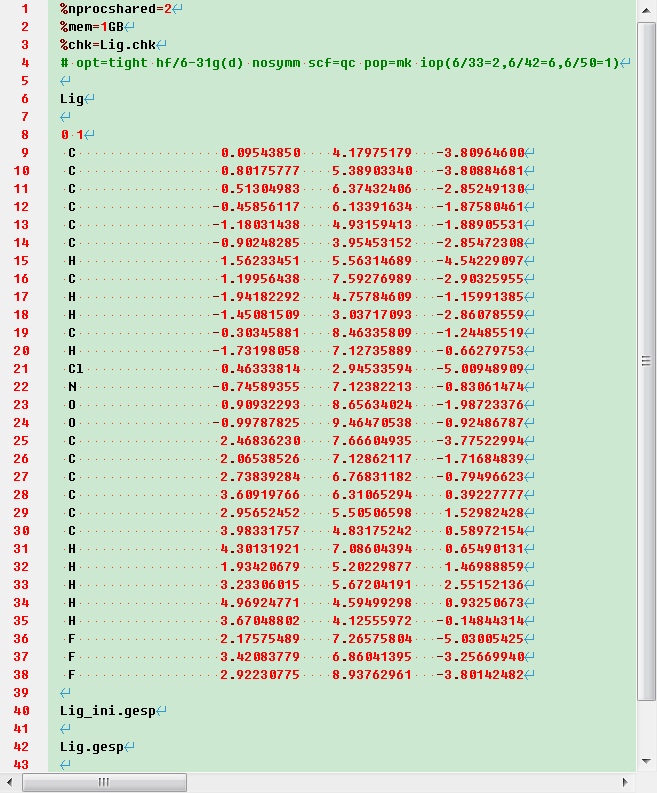 1 %nprocshared=2
2 %mem=1GB
3 %chk=Lig.chk
4 # opt=tight hf/6-31g(d) nosymm scf=qc pop=mk iop(6/33=2,6/42=6,6/50=1)
5
6 Lig
7
8 0 1
9 C 0.09543850 4.17975179 -3.80964600
10 C 0.80175777 5.38903340 -3.80884681
11 C 0.51304983 6.37432406 -2.85249130
12 C -0.45856117 6.13391634 -1.87580461
13 C -1.18031438 4.93159413 -1.88905531
14 C -0.90248285 3.95453152 -2.85472308
15 H 1.56233451 5.56314689 -4.54229097
16 C 1.19956438 7.59276989 -2.90325955
17 H -1.94182292 4.75784609 -1.15991385
18 H -1.45081509 3.03717093 -2.86078559
19 C -0.30345881 8.46335809 -1.24485519
20 H -1.73198058 7.12735889 -0.66279753
21 Cl 0.46333814 2.94533594 -5.00948909
22 N -0.74589355 7.12382213 -0.83061474
23 O 0.90932293 8.65634024 -1.98723376
24 O -0.99787825 9.46470538 -0.92486787
25 C 2.46836230 7.66604935 -3.77522994
26 C 2.06538526 7.12862117 -1.71684839
27 C 2.73839284 6.76831182 -0.79496623
28 C 3.60919766 6.31065294 0.39227777
29 C 2.95652452 5.50506598 1.52982428
30 C 3.98331757 4.83175242 0.58972154
31 H 4.30131921 7.08604394 0.65490131
32 H 1.93420679 5.20229877 1.46988859
33 H 3.23306015 5.67204191 2.55152136
34 H 4.96924771 4.59499298 0.93250673
35 H 3.67048802 4.12555972 -0.14844314
36 F 2.17575489 7.26575804 -5.03005425
37 F 3.42083779 6.86041395 -3.25669940
38 F 2.92230775 8.93762961 -3.80142482
39
40 Lig_ini.gesp
41
42 Lig.gesp
43